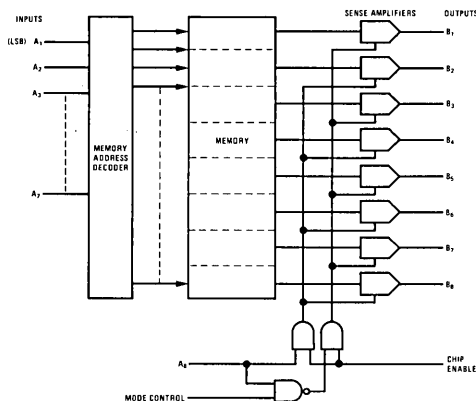 INPUTS
SENSE AMPLIFIERS
OUTPUTS
(LSB) A1
A2
A3
A7
MEMORY
ADDRESS
DECODER
MEMORY
B1
B2
B3
B4
B5
B6
B7
B8
A8
CHIP
ENABLE
MODE CONTROL